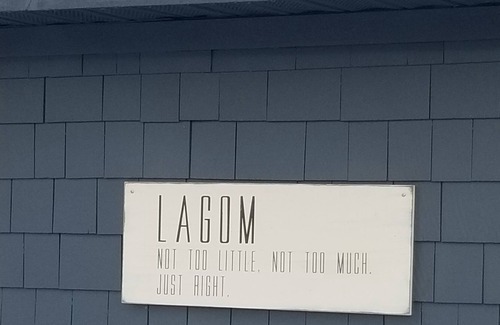 LAGOM
NOT TOO LITTLE. NOT TOO MUCH.
JUST RIGHT.